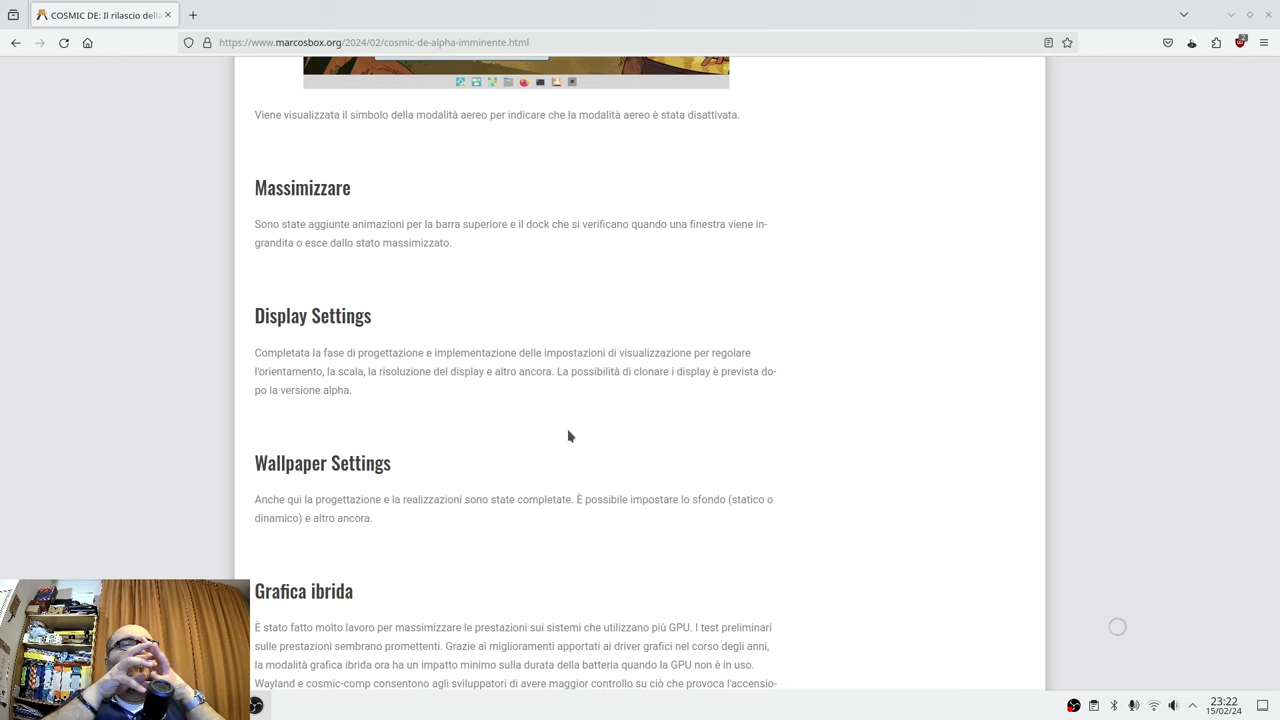 COSMIC DE: Il rilascio della
https://www.marcosbox.org/2024/02/cosmic-de-alpha-imminente.html
Viene visualizzata il simbolo della modalità aereo per indicare che la modalità aereo è stata disattivata.
Massimizzare
Sono state aggiunte animazioni per la barra superiore e il dock che si verificano quando una finestra viene in-
grandita o esce dallo stato massimizzato.
Display Settings
Completata la fase di progettazione e implementazione delle impostazioni di visualizzazione per regolare
l'orientamento, la scala, la risoluzione del display e altro ancora. La possibilità di clonare i display è prevista do-
po la versione alpha.
Wallpaper Settings
Anche qui la progettazione e la realizzazioni sono state completate. È possibile impostare lo sfondo (statico o
dinamico) e altro ancora.
Grafica ibrida
È stato fatto molto lavoro per massimizzare le prestazioni sui sistemi che utilizzano più GPU. I test preliminari
sulle prestazioni sembrano promettenti. Grazie ai miglioramenti apportati ai driver grafici nel corso degli anni,
la modalità grafica ibrida ora ha un impatto minimo sulla durata della batteria quando la GPU non è in uso.
Wayland e cosmic-comp consentono agli sviluppatori di avere maggior controllo su ciò che provoca l'accensio-
23:22
15/02/24